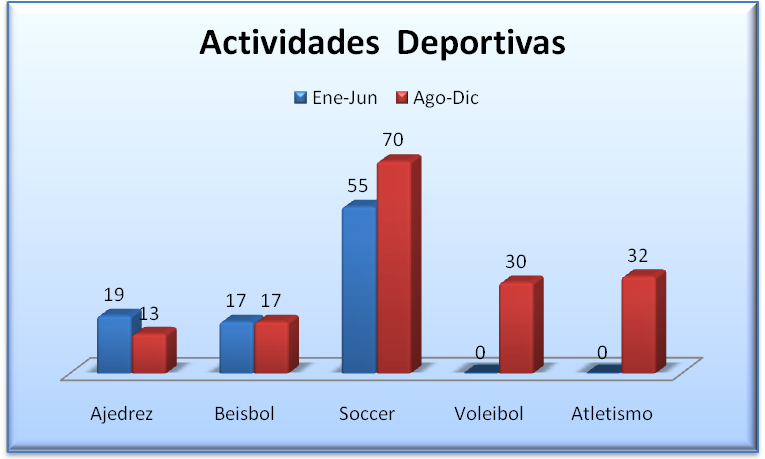 Actividades Deportivas
Ene-Jun Ago-Dic
70
55
30 32
19 13 17 17
0 0
Ajedrez Beisbol Soccer Voleibol Atletismo